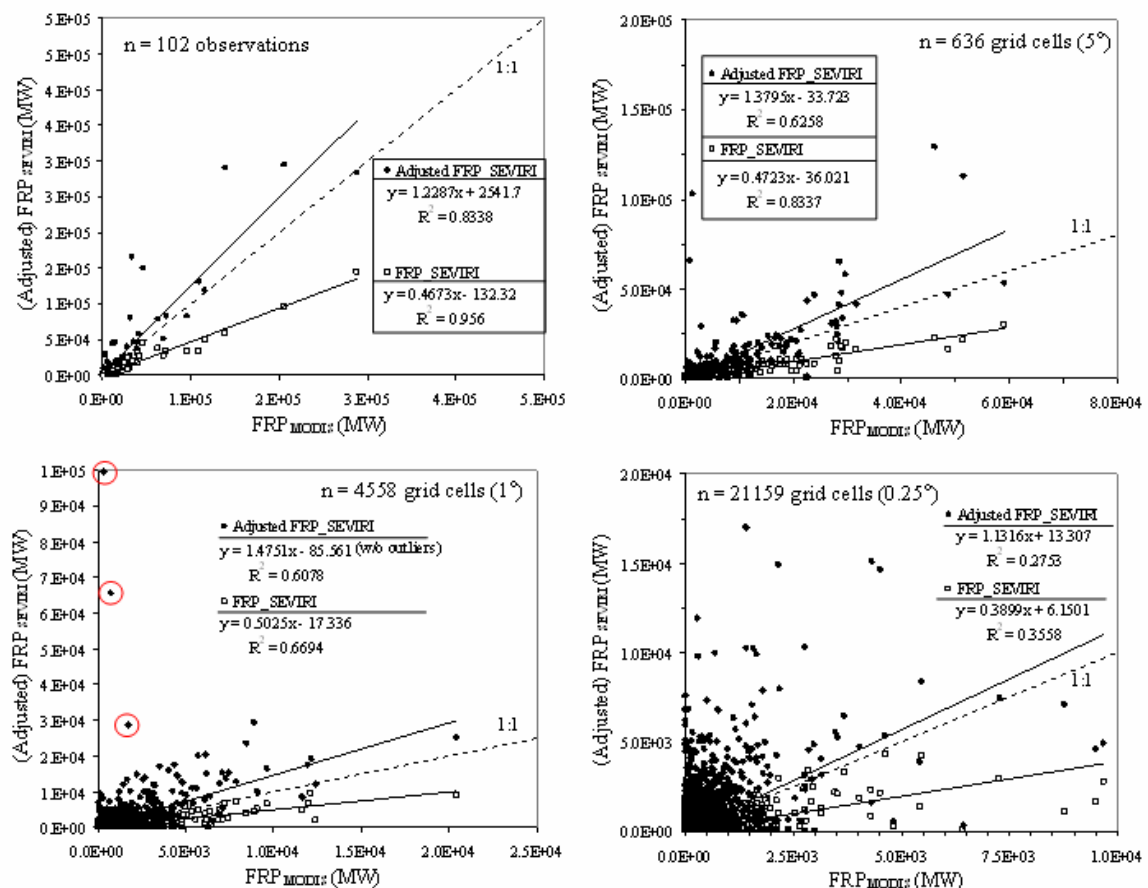 n = 102 observations
5.E+05
5.E+05
4.E+05
4.E+05
3.E+05
3.E+05
2.E+05
2.E+05
1.E+05
5.E+04
0.E+00
(Adjusted) FRP SEVIRI (MW)
1:1
Adjusted FRP_SEVIRI
y = 1.2287x + 2541.7
R² = 0.8338
FRP_SEVIRI
y = 0.4673x - 132.32
R² = 0.956
0.E+00 1.E+05 2.E+05 3.E+05 4.E+05 5.E+05
FRP MODIS (MW)
n = 636 grid cells (5°)
2.0E+05
1.5E+05
1.0E+05
5.0E+04
0.0E+00
(Adjusted) FRP SEVIRI (MW)
Adjusted FRP_SEVIRI
y = 1.3795x - 33.723
R² = 0.6258
FRP_SEVIRI
y = 0.4723x - 36.021
R² = 0.8337
1:1
0.0E+00 2.0E+04 4.0E+04 6.0E+04 8.0E+04
FRP MODIS (MW)
n = 4558 grid cells (1°)
1.E+05
9.E+04
8.E+04
7.E+04
6.E+04
5.E+04
4.E+04
3.E+04
2.E+04
1.E+04
0.E+00
(Adjusted) FRP SEVIRI (MW)
Adjusted FRP_SEVIRI
y = 1.4751x - 85.561 (w/o outliers)
R² = 0.6078
FRP_SEVIRI
y = 0.5025x - 17.336
R² = 0.6694
1:1
0.0E+00 5.0E+03 1.0E+04 1.5E+04 2.0E+04 2.5E+04
FRP MODIS (MW)
n = 21159 grid cells (0.25°)
2.0E+04
1.5E+04
1.0E+04
5.0E+03
0.0E+00
(Adjusted) FRP SEVIRI (MW)
Adjusted FRP_SEVIRI
y = 1.1316x + 13.307
R² = 0.2753
FRP_SEVIRI
y = 0.3899x + 6.1501
R² = 0.3558
1:1
0.0E+00 2.5E+03 5.0E+03 7.5E+03 1.0E+04
FRP MODIS (MW)